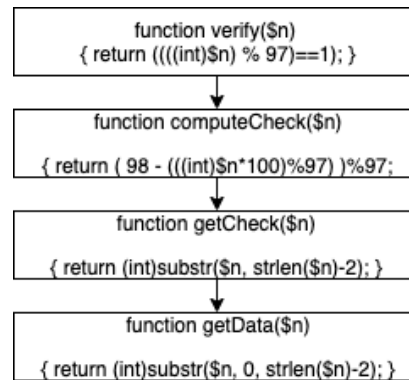 function verify($n)
{ return ((((int)$n) % 97)==1); }
function computeCheck($n)
{ return ( 98 - (((int)$n*100)%97) )%97;
function getCheck($n)
{ return (int)substr($n, strlen($n)-2); }
function getData($n)
{ return (int)substr($n, 0, strlen($n)-2); }